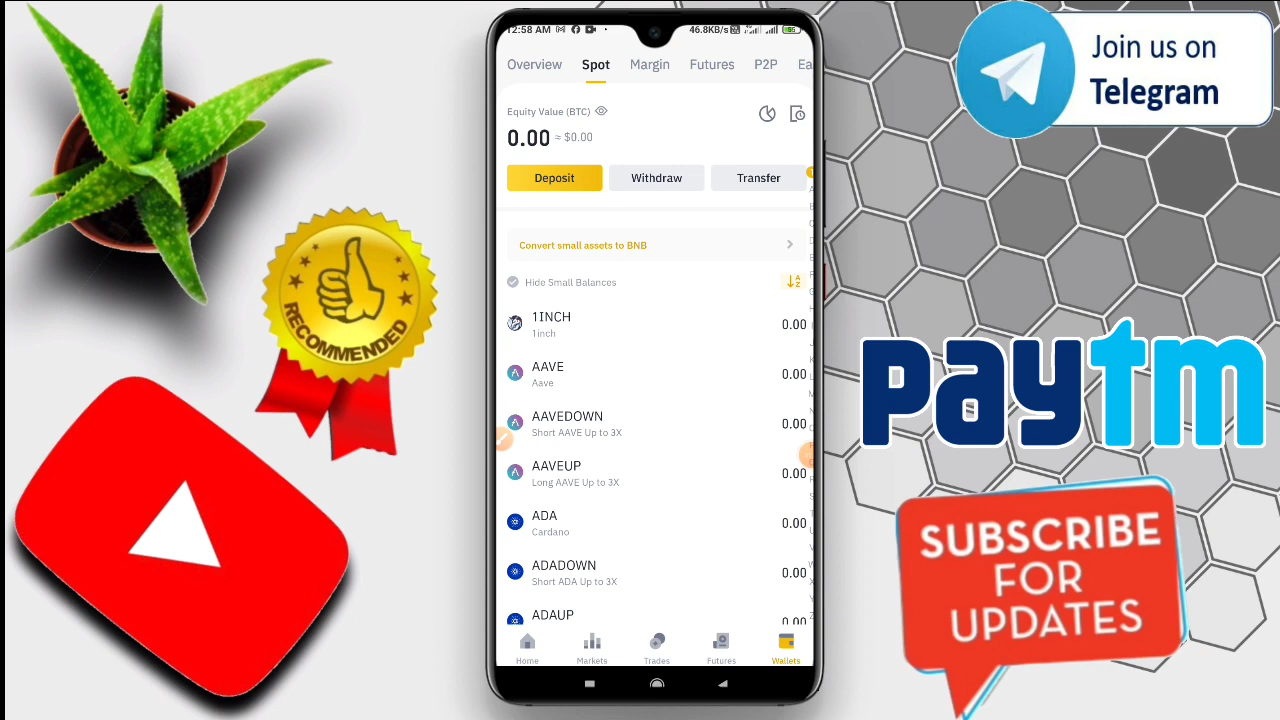 12:58 AM
46.8KB/s
65
Overview Spot Margin Futures P2P Ea
Equity Value (BTC)
0.00 ≈ $0.00
Deposit Withdraw Transfer
Convert small assets to BNB
Hide Small Balances
1INCH
1inch
0.00
AAVE
Aave
0.00
AAVEDOWN
Short AAVE Up to 3X
0.00
AAVEUP
Long AAVE Up to 3X
0.00
ADA
Cardano
0.00
ADADOWN
Short ADA Up to 3X
0.00
ADAUP
0.00
Home Markets Trades Futures Wallets
RECOMMENDED
Join us on
Telegram
paytm
SUBSCRIBE
FOR
UPDATES